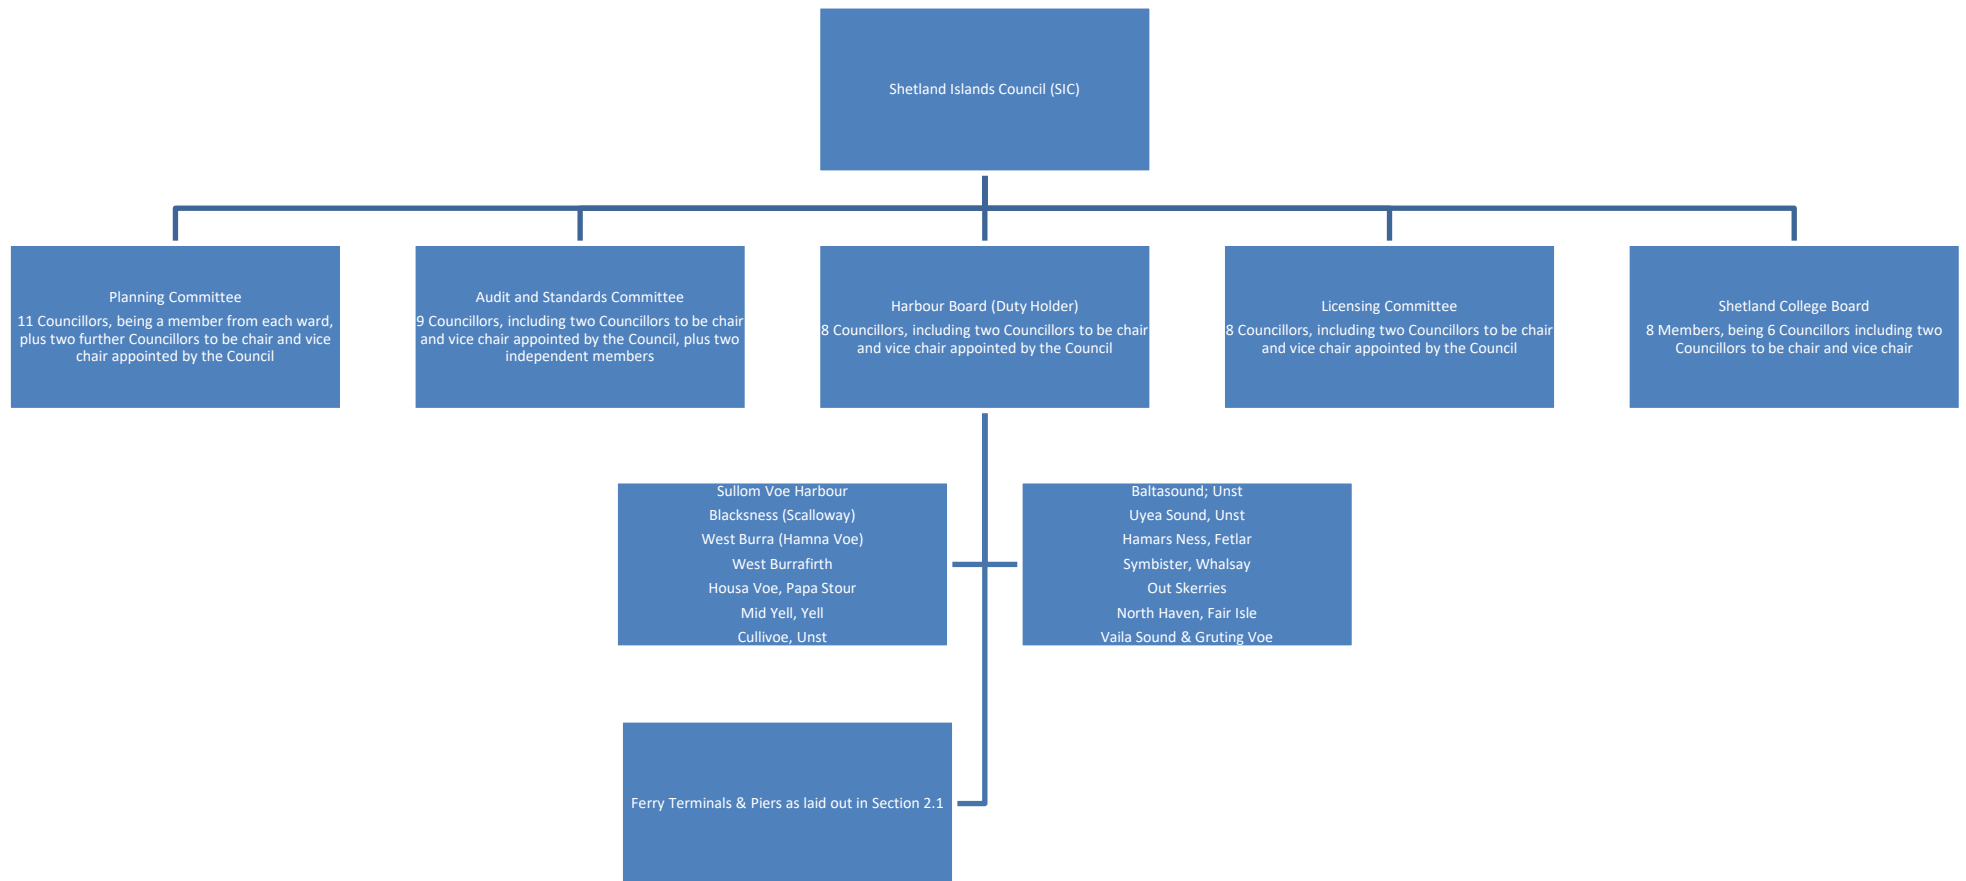 Shetland Islands Council (SIC)
Planning Committee
11 Councillors, being a member from each ward,
plus two further Councillors to be chair and vice
chair appointed by the Council
Audit and Standards Committee
9 Councillors, including two Councillors to be chair
and vice chair appointed by the Council, plus two
independent members
Harbour Board (Duty Holder)
8 Councillors, including two Councillors to be chair
and vice chair appointed by the Council
Licensing Committee
8 Councillors, including two Councillors to be chair
and vice chair appointed by the Council
Shetland College Board
8 Members, being 6 Councillors including two
Councillors to be chair and vice chair
Sullom Voe Harbour
Blacksness (Scalloway)
West Burra (Hamna Voe)
West Burrafirth
Housa Voe, Papa Stour
Mid Yell, Yell
Cullivoe, Unst
Baltasound; Unst
Uyea Sound, Unst
Hamars Ness, Fetlar
Symbister, Whalsay
Out Skerries
North Haven, Fair Isle
Vaila Sound & Gruting Voe
Ferry Terminals & Piers as laid out in Section 2.1